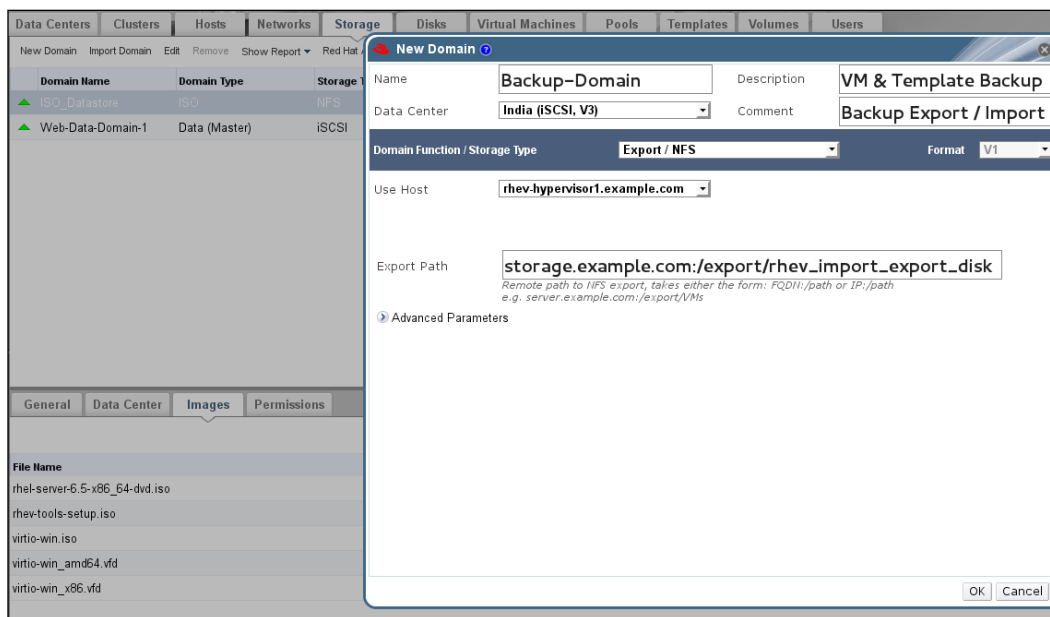 Data Centers Clusters Hosts Networks Storage Disks Virtual Machines Pools Templates Volumes Users
New Domain Import Domain Edit Remove Show Report Red Hat
Domain Name Domain Type Storage
ISO_Datastore ISO NFS
Web-Data-Domain-1 Data (Master) iSCSI
New Domain
Name Backup-Domain Description VM & Template Backup
Data Center India (iSCSI, V3) Comment Backup Export / Import
Domain Function / Storage Type Export / NFS Format V1
Use Host rhev-hypervisor1.example.com
Export Path storage.example.com:/export/rhev_import_export_disk
Remote path to NFS export, takes either the form: FQDN:/path or IP:/path
e.g. server.example.com:/export/VMs
Advanced Parameters
General Data Center Images Permissions
File Name
rhel-server-6.5-x86_64-dvd.iso
rhev-tools-setup.iso
virtio-win.iso
virtio-win_amd64.vfd
virtio-win_x86.vfd
OK Cancel